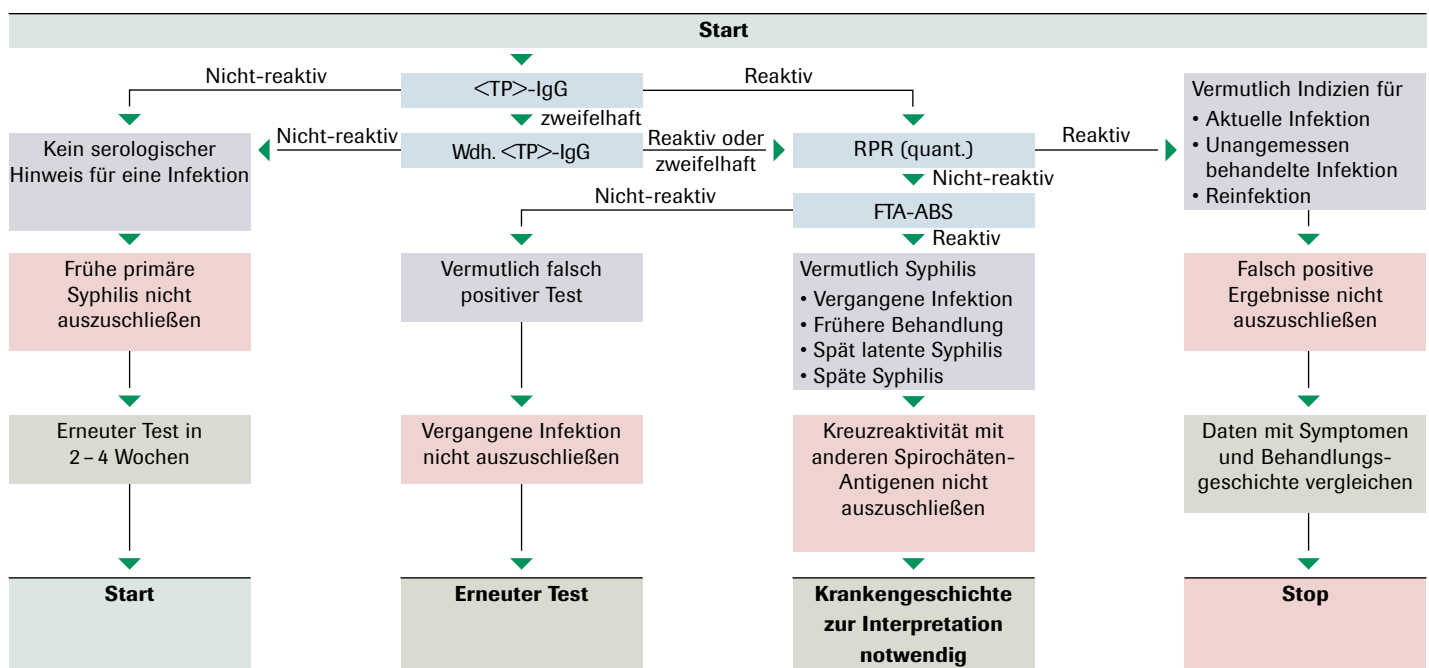 Start
Nicht-reaktiv
<TP>-IgG
Reaktiv
zweifelhaft
Nicht-reaktiv
Wdh. <TP>-IgG
Reaktiv oder
zweifelhaft
RPR (quant.)
Reaktiv
Nicht-reaktiv
Nicht-reaktiv
FTA-ABS
Reaktiv
Kein serologischer
Hinweis für eine Infektion
Frühe primäre
Syphilis nicht
auszuschließen
Erneuter Test in
2 – 4 Wochen
Start
Vermutlich falsch
positiver Test
Vergangene Infektion
nicht auszuschließen
Erneuter Test
Vermutlich Syphilis
• Vergangene Infektion
• Frühere Behandlung
• Spät latente Syphilis
• Späte Syphilis
Kreuzreaktivität mit
anderen Spirochäten-
Antigenen nicht
auszuschließen
Krankengeschichte
zur Interpretation
notwendig
Vermutlich Indizien für
• Aktuelle Infektion
• Unangemessen
behandelte Infektion
• Reinfektion
Falsch positive
Ergebnisse nicht
auszuschließen
Daten mit Symptomen
und Behandlungs-
geschichte vergleichen
Stop